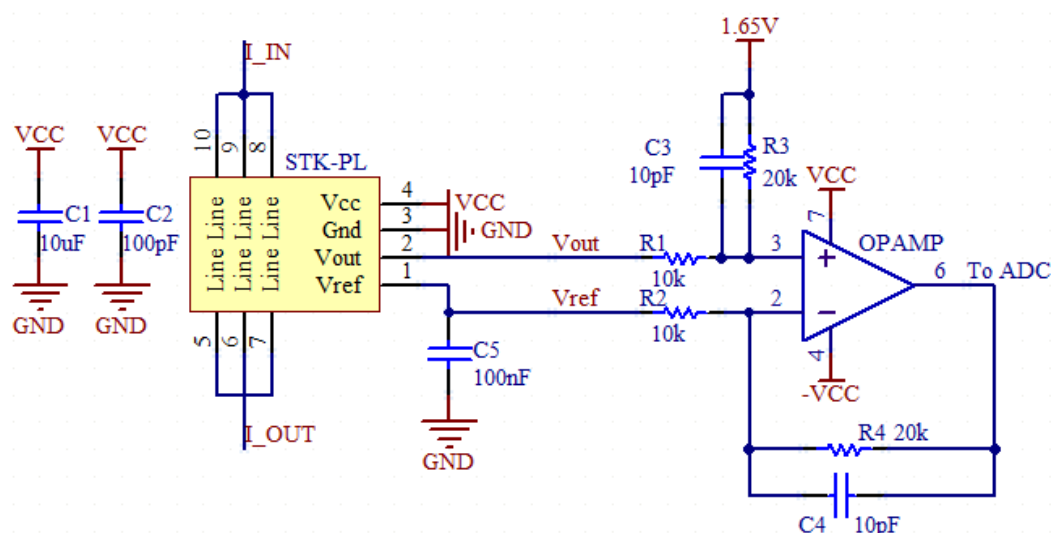 1.65V
I_IN
VCC
VCC
10
9
8
STK-PL
C3
10pF
R3
20k
VCC
C1
10uF
C2
100pF
Line Line
Line Line
Line Line
Vcc
4
VCC
Gnd
3
GND
Vout
2
Vout
R1
10k
Vref
1
Vref
R2
10k
3
7
OPAMP
+
6
To ADC
2
−
4
-VCC
GND
GND
5
6
7
C5
100nF
I_OUT
GND
R4 20k
C4
10pF